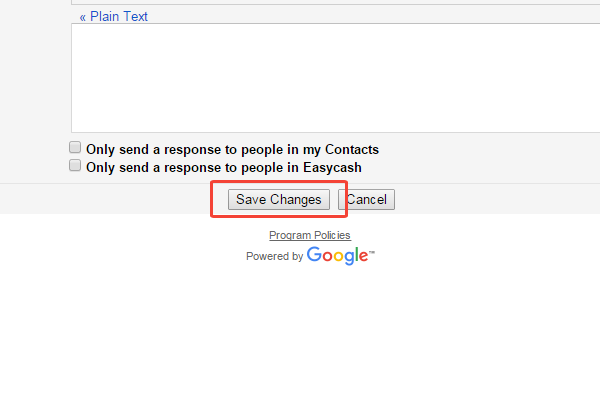 « Plain Text
Only send a response to people in my Contacts
Only send a response to people in Easycash
Save Changes Cancel
Program Policies
Powered by Google™